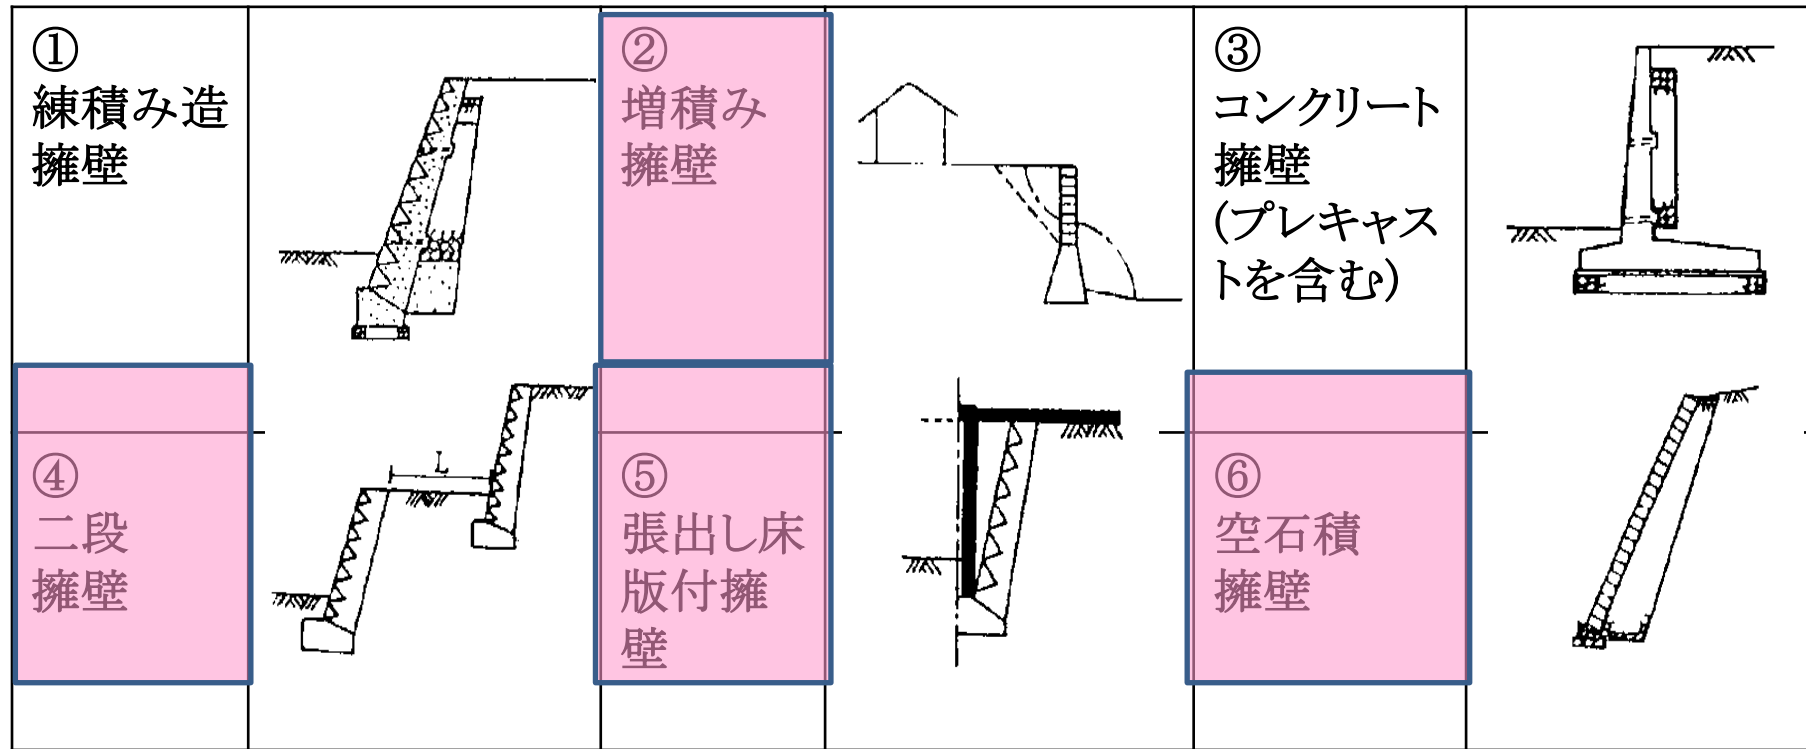 ①
練積み造
擁壁
②
増積み
擁壁
③
コンクリート
擁壁
(プレキャス
トを含む)
④
二段
擁壁
L
⑤
張出し床
版付擁
壁
⑥
空石積
擁壁